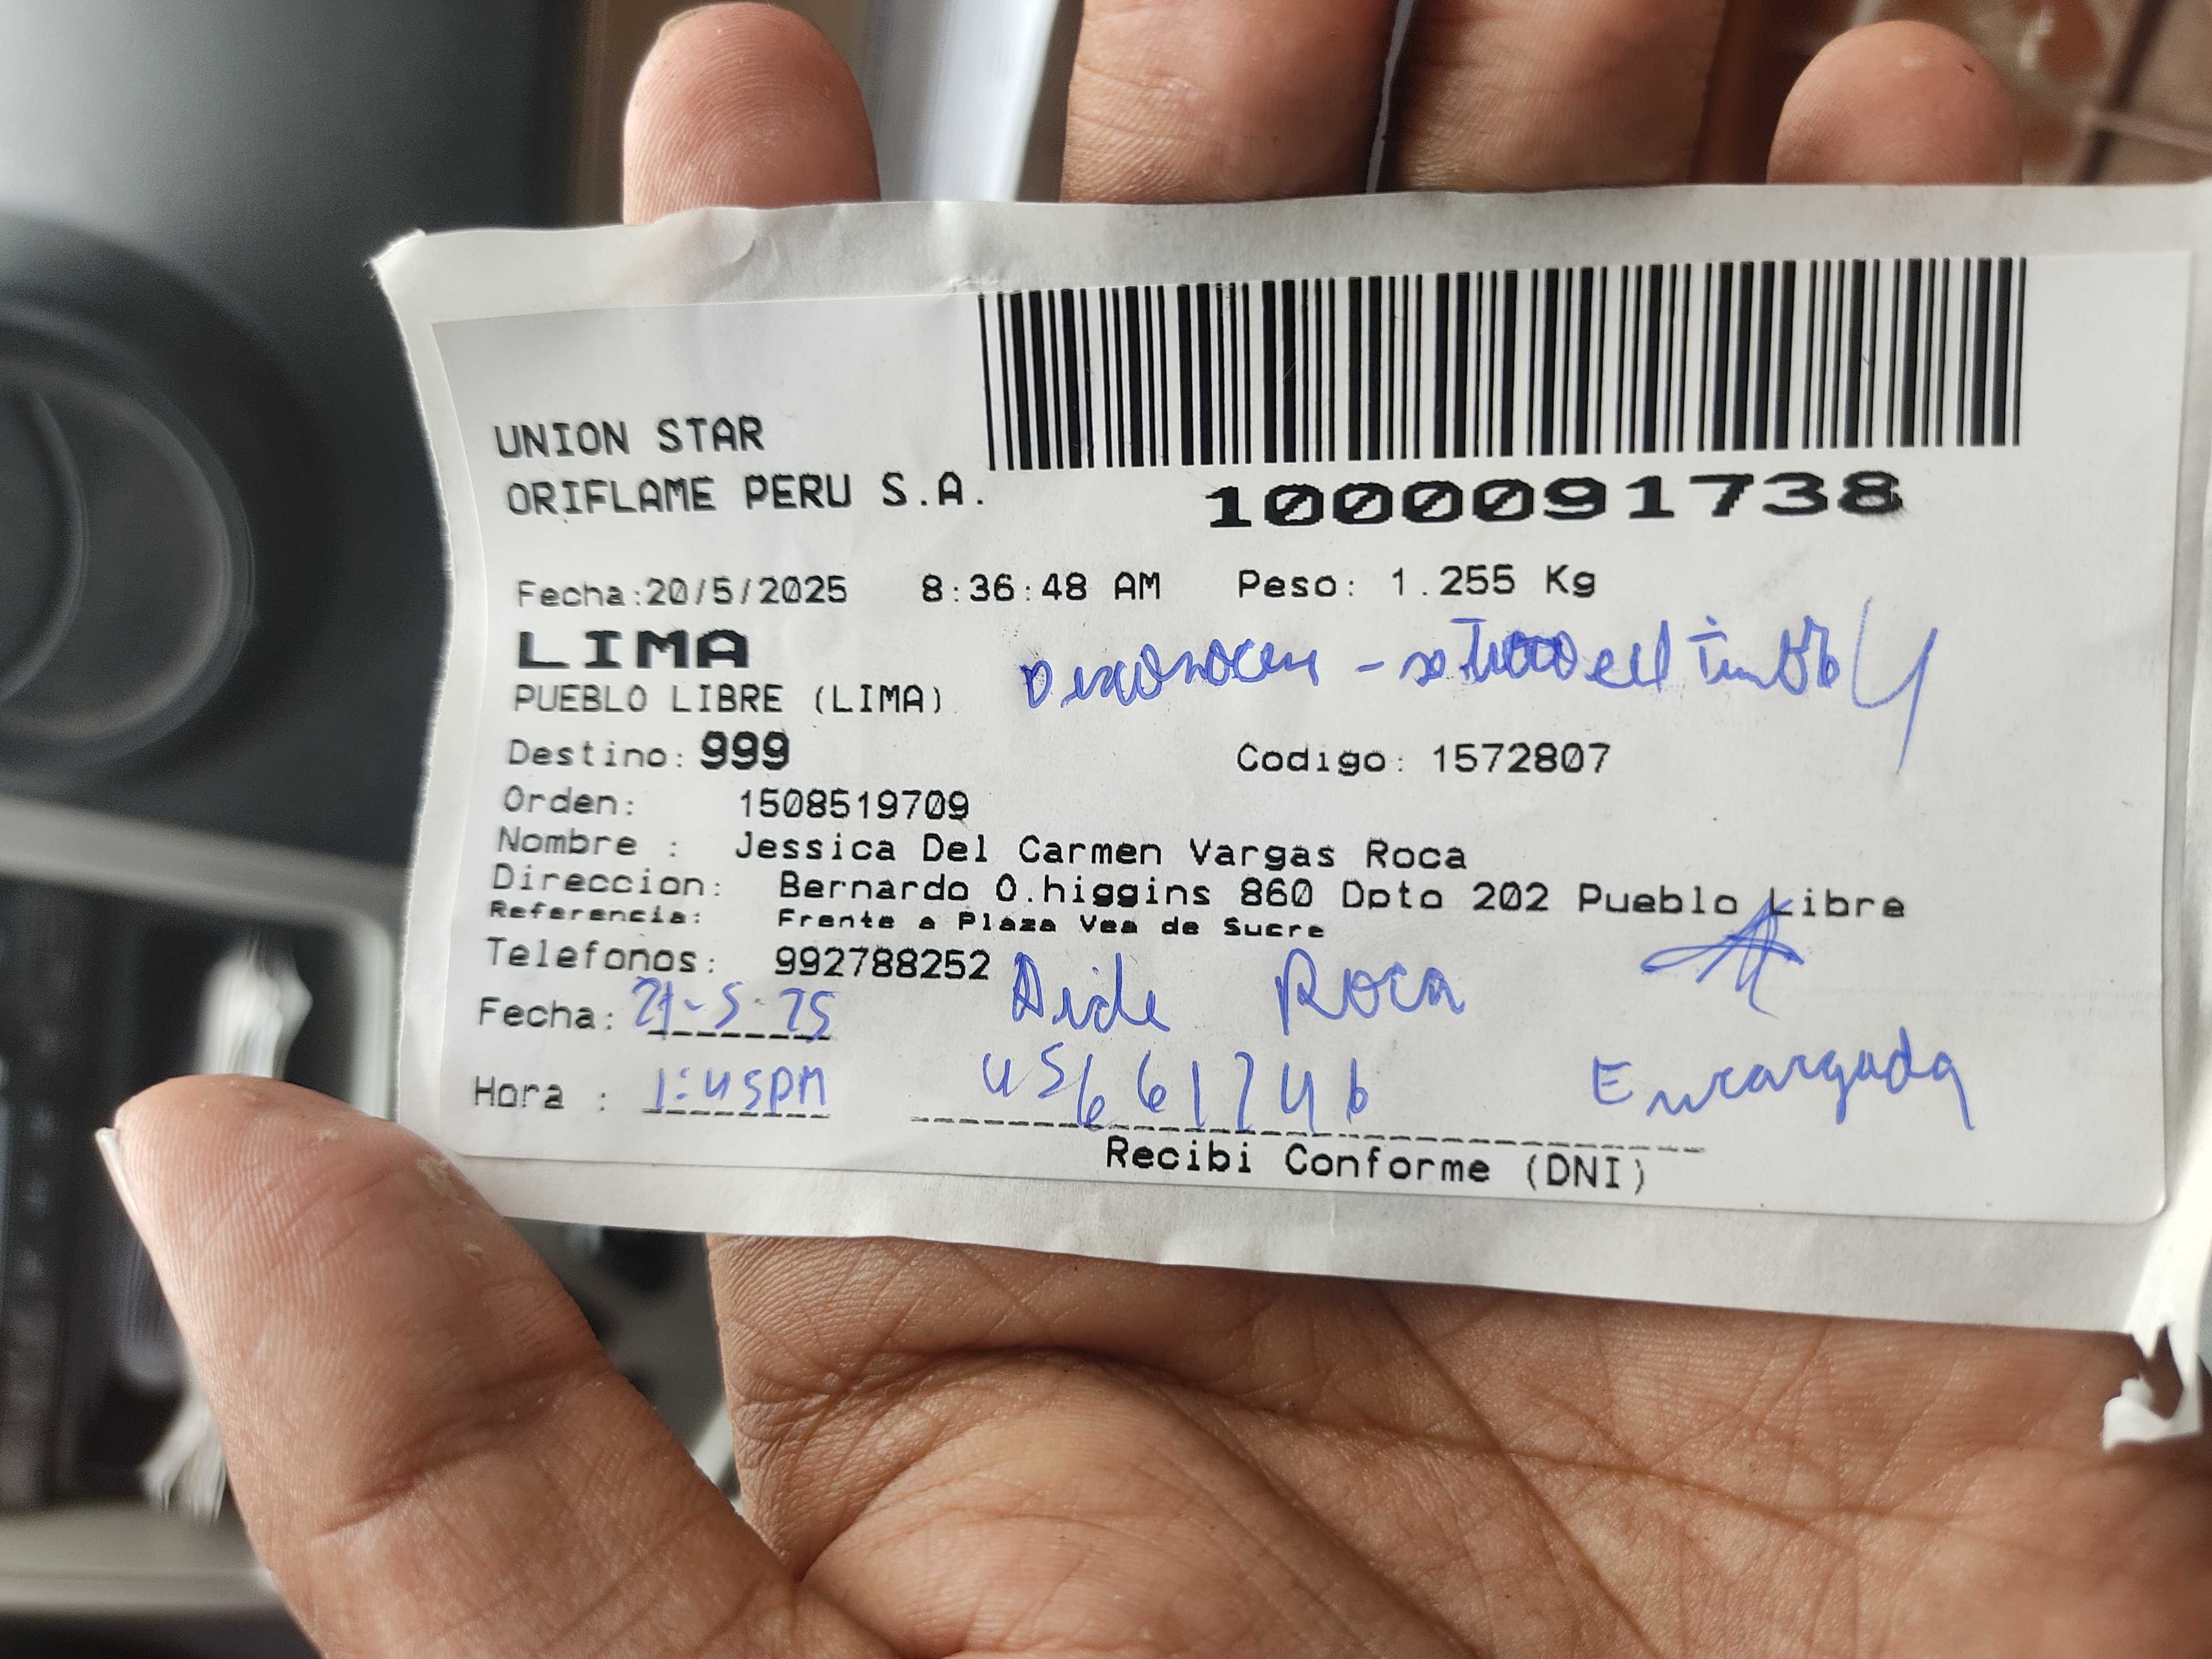 UNION STAR
ORIFLAME PERU S.A.
1000091738
Fecha:20/5/2025 8:36:48 AM Peso: 1.255 Kg
LIMA
PUEBLO LIBRE (LIMA)
Destino: 999 Codigo: 1572807
Orden: 1508519709
Nombre : Jessica Del Carmen Vargas Roca
Direccion: Bernardo O.higgins 860 Dpto 202 Pueblo Libre
Referencia: Frente a Plaza Vea de Sucre
Telefonos: 992788252 Aide Roca
Fecha: 21-5-25
Hora : 1:45PM 45661746 Encargada
Recibi Conforme (DNI)